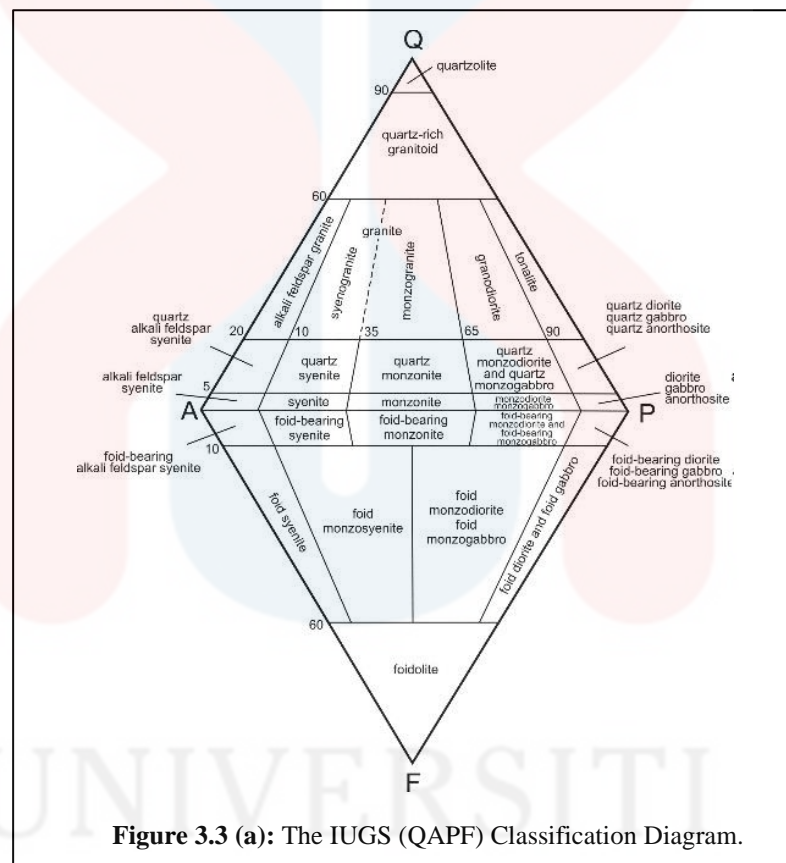 Q
quartzolite
90
quartz-rich
granitoid
60
alkali feldspar granite
syenogranite
granite
monzogranite
granodiorite
tonalite
quartz
alkali feldspar
syenite
20
10
35
65
90
quartz diorite
quartz gabbro
quartz anorthosite
quartz
syenite
quartz
monzonite
quartz
monzodiorite
and quartz
monzogabbro
alkali feldspar
syenite
5
syenite
monzonite
monzodiorite
monzogabbro
diorite
gabbro
anorthosite
A
P
foid-bearing
syenite
foid-bearing
monzonite
foid-bearing
monzodiorite and
foid-bearing
monzogabbro
foid-bearing
alkali feldspar syenite
10
foid-bearing diorite
foid-bearing gabbro
foid-bearing anorthosite
foid syenite
foid
monzosyenite
foid
monzodiorite
foid
monzogabbro
foid diorite and foid gabbro
60
foidolite
F
UNIVERSITI
Figure 3.3 (a): The IUGS (QAPF) Classification Diagram.